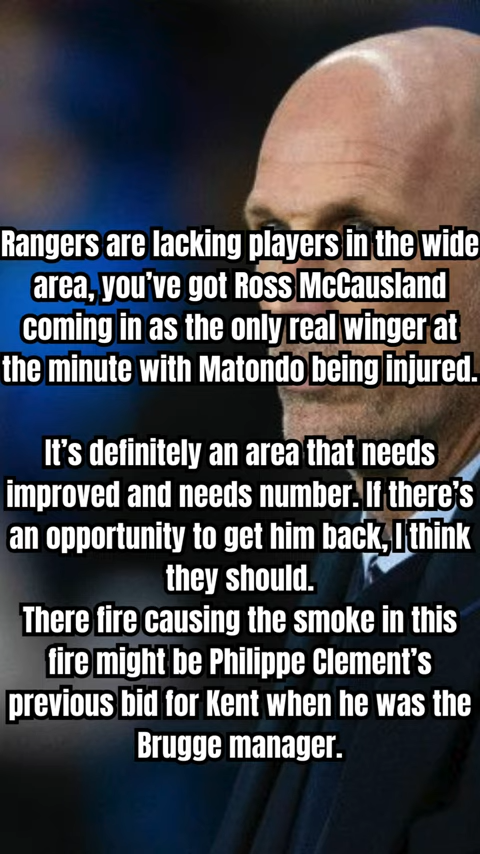 Rangers are lacking players in the wide
area, you've got Ross McCausland
coming in as the only real winger at
the minute with Matondo being injured.
It's definitely an area that needs
improved and needs number. If there's
an opportunity to get him back, I think
they should.
There fire causing the smoke in this
fire might be Philippe Clement's
previous bid for Kent when he was the
Brugge manager.